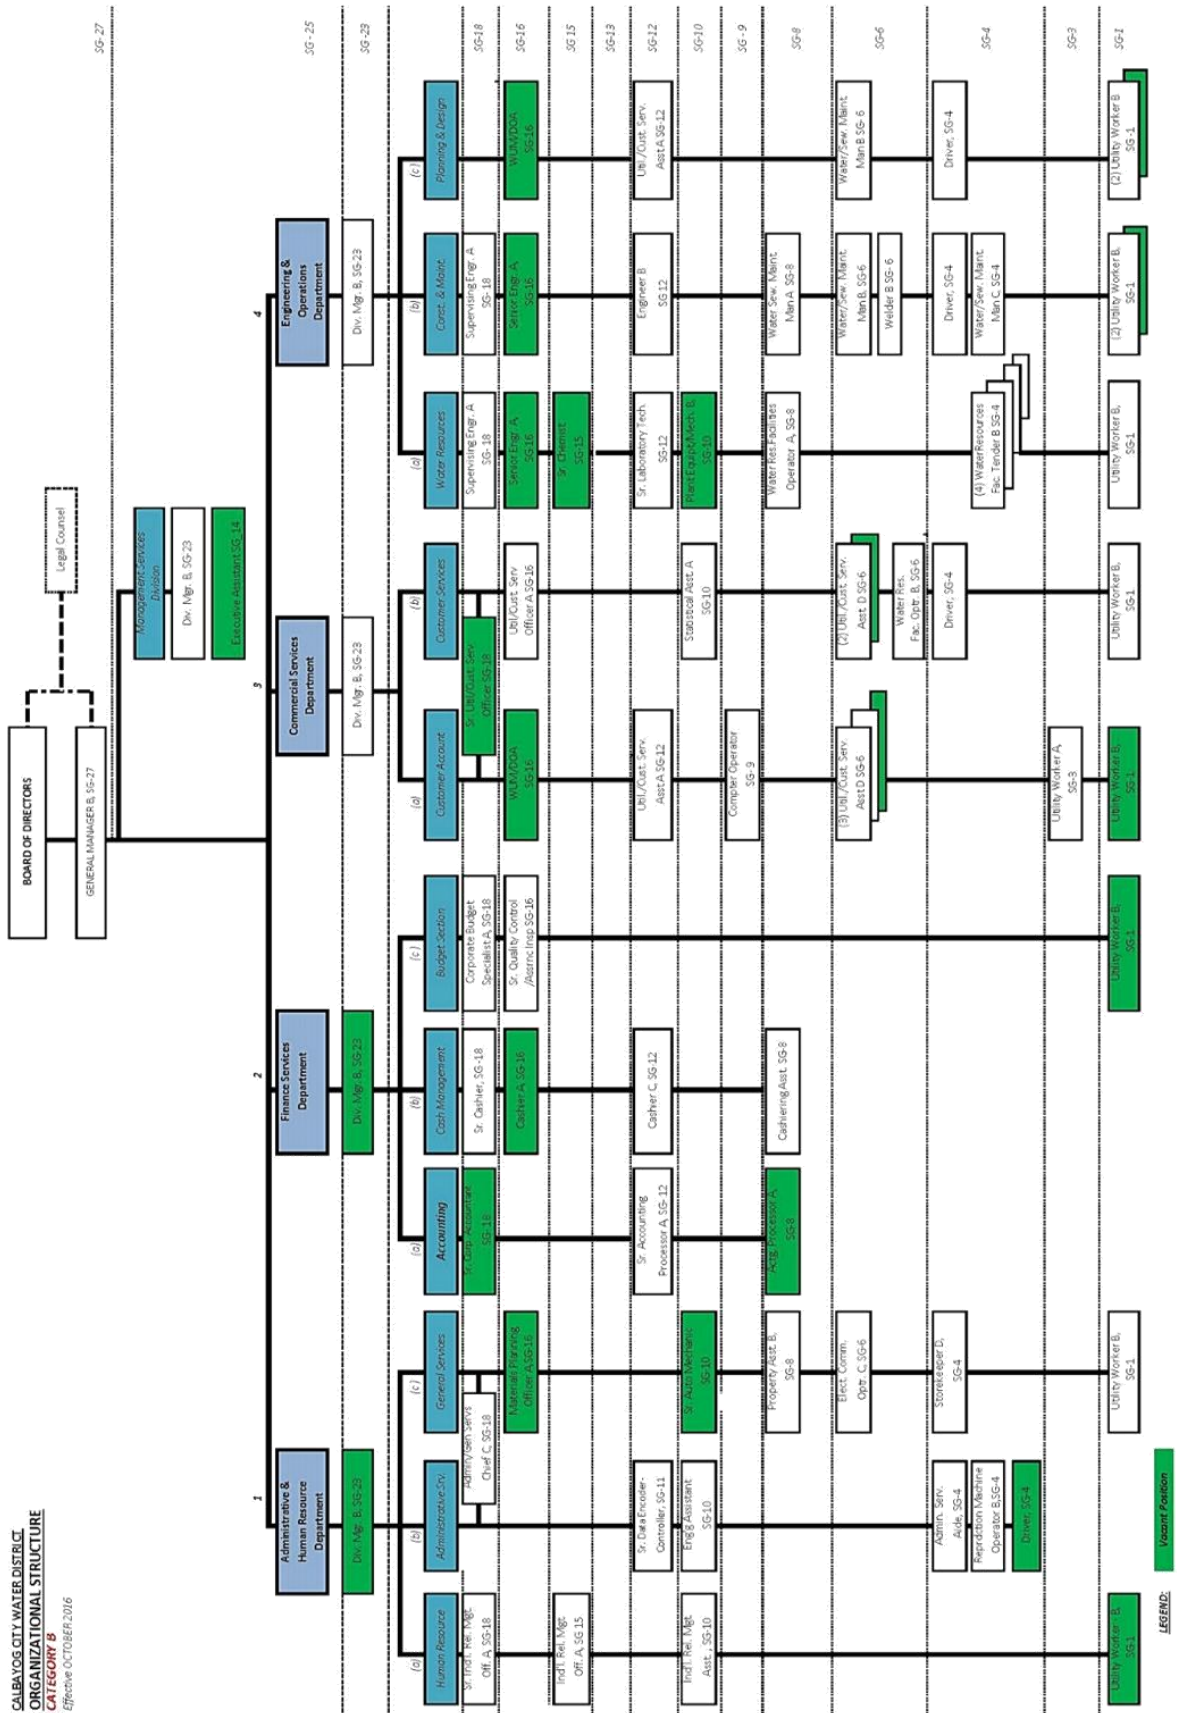 CALBAYOG CITY WATER DISTRICT
ORGANIZATIONAL STRUCTURE
CATEGORY B
Effective OCTOBER 2016
BOARD OF DIRECTORS
GENERAL MANAGER B, SG-27
Legal Counsel
SG-27
Management Services
Division
Div. Mgr. B, SG-23
Executive Assistant SG_14
1
2
3
4
Administrative &
Human Resource
Department
Finance Services
Department
Commercial Services
Department
Engineering &
Operations
Department
SG-25
Div. Mgr. B, SG-23
Div. Mgr. B, SG-23
Div. Mgr. B, SG-23
Div. Mgr. B, SG-23
SG-23
(a)
(b)
(c)
(a)
(b)
(c)
(a)
(b)
(a)
(b)
(c)
Human Resource
Administrative Srv.
General Services
Accounting
Cash Management
Budget Section
Customer Account
Customer Services
Water Resources
Const. & Maint.
Planning & Design
Sr. Ind'l. Rel. Mgt.
Off. A, SG-18
Admin/Gen Servs
Chief C, SG-18
Sr. Corp. Accountant
SG-18
Sr. Cashier, SG-18
Corporate Budget
Specialist A, SG-18
Sr. Util/Cust. Serv
Officer SG-18
Supervising Engr. A
SG-18
Supervising Engr. A
SG-18
SG-18
Materials Planning
Officer A SG-16
Cashier A, SG-16
Sr. Quality Control
/Assrnc Insp SG-16
WUM/DOA
SG-16
Util/Cust. Serv
Officer A SG-16
Senior Engr. A,
SG-16
Senior Engr. A,
SG-16
WUM/DOA
SG-16
SG-16
Ind'l. Rel. Mgt
Off. A, SG 15
Sr. Chemist
SG-15
SG 15
SG-13
Sr. Data Encoder-
Controller, SG-11
Sr. Accounting
Processor A, SG-12
Cashier C, SG-12
Util./Cust. Serv.
Asst A SG-12
Sr. Laboratory Tech.
SG-12
Engineer B
SG 12
Util./Cust. Serv.
Asst A SG-12
SG-12
Ind'l. Rel. Mgt
Asst., SG-10
Eng'g Assistant
SG-10
Sr. Auto Mechanic
SG-10
Statistical Asst. A
SG-10
Plant Equipt/Mech. B,
SG-10
SG-10
Compter Operator
SG-9
SG-9
Property Asst. B,
SG-8
Actg. Processor A,
SG-8
Cashiering Asst. SG-8
Water Res.Facilities
Operator A, SG-8
Water Sew. Maint.
Man A SG-8
SG-8
Elect. Comm.
Optr. C, SG-6
(3) Util./Cust. Serv.
Asst D SG-6
(2) Util./Cust. Serv.
Asst. D SG-6
Water Res.
Fac. Optr. B, SG-6
Water/Sew. Maint.
Man B, SG-6
Welder B SG-6
Water/Sew. Maint.
Man B SG-6
SG-6
Admin. Serv.
Aide, SG-4
Reprdction Machine
Operator B, SG-4
Driver, SG-4
Storekeeper D,
SG-4
Driver, SG-4
(4) Water Resources
Fac. Tender B SG-4
Driver, SG-4
Water/Sew. Maint.
Man C, SG-4
Driver, SG-4
SG-4
Utility Worker A,
SG-3
SG-3
Utility Worker B,
SG-1
Utility Worker B,
SG-1
Utility Worker B,
SG-1
Utility Worker B,
SG-1
Utility Worker B,
SG-1
Utility Worker B,
SG-1
(2) Utility Worker B,
SG-1
(2) Utility Worker B
SG-1
SG-1
LEGEND:
Vacant Position